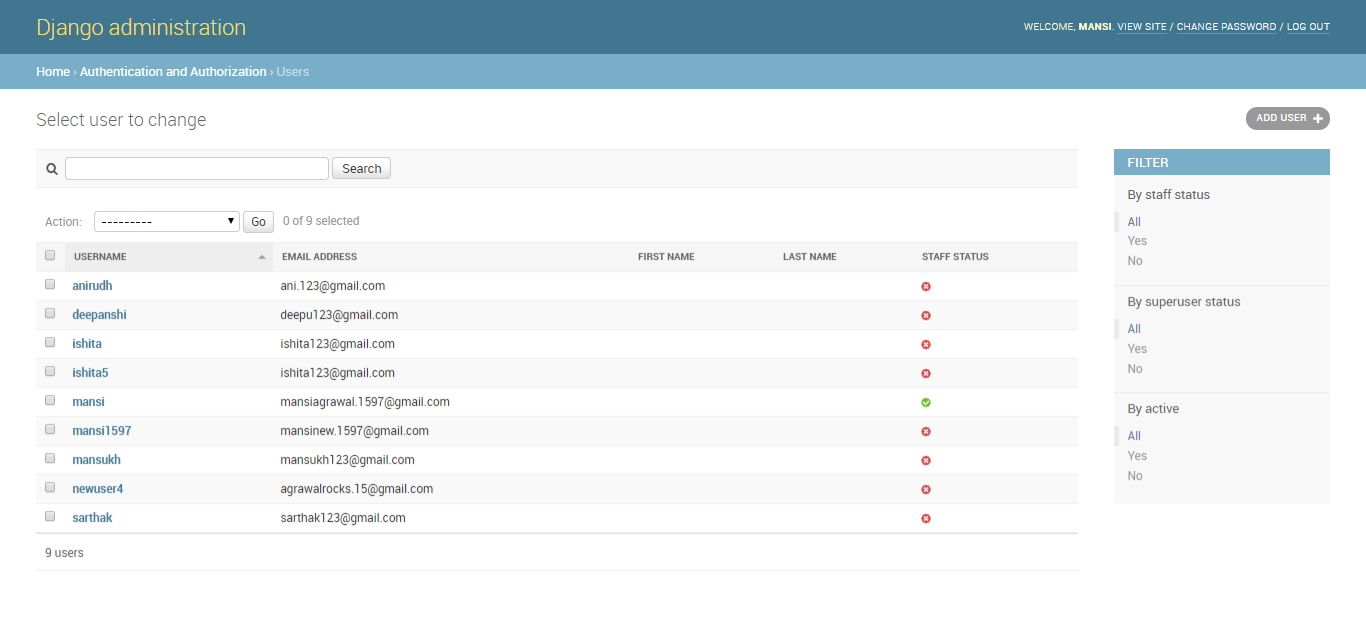 Django administration
WELCOME, MANSI. VIEW SITE / CHANGE PASSWORD / LOG OUT
Home › Authentication and Authorization › Users
Select user to change
ADD USER +
Search
Action: --------- Go 0 of 9 selected
USERNAME EMAIL ADDRESS FIRST NAME LAST NAME STAFF STATUS
anirudh ani.123@gmail.com
deepanshi deepu123@gmail.com
ishita ishita123@gmail.com
ishita5 ishita123@gmail.com
mansi mansiagrawal.1597@gmail.com
mansi1597 mansinew.1597@gmail.com
mansukh mansukh123@gmail.com
newuser4 agrawalrocks.15@gmail.com
sarthak sarthak123@gmail.com
9 users
FILTER
By staff status
All
Yes
No
By superuser status
All
Yes
No
By active
All
Yes
No